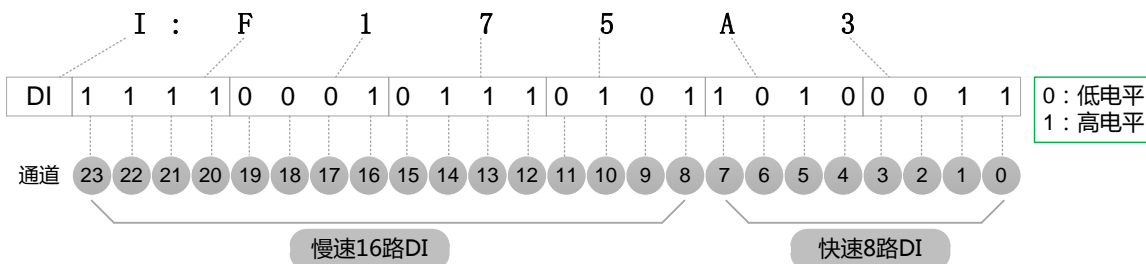 I : F 1 7 5 A 3
DI 1 1 1 1 0 0 0 1 0 1 1 1 0 1 0 1 1 0 1 0 0 0 1 1
0：低电平
1：高电平
通道 23 22 21 20 19 18 17 16 15 14 13 12 11 10 9 8 7 6 5 4 3 2 1 0
慢速16路DI 快速8路DI